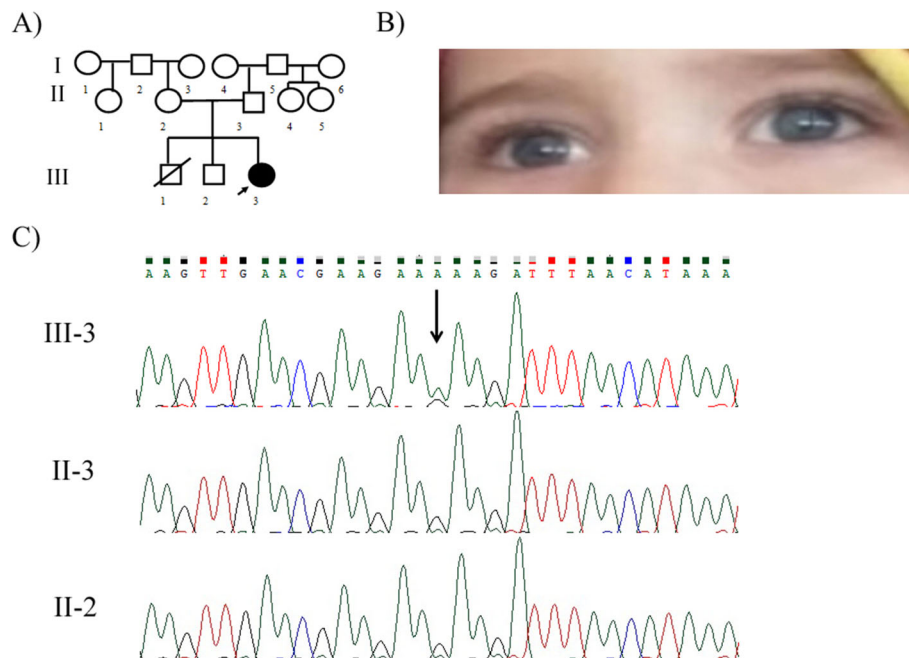 A)
B)
I
1 2 3 4 5 6
II
1 2 3 4 5
III
1 2 3
C)
A A G T T G A A C G A A G A A A A A G A T T T A A C A T A A A
III-3
II-3
II-2